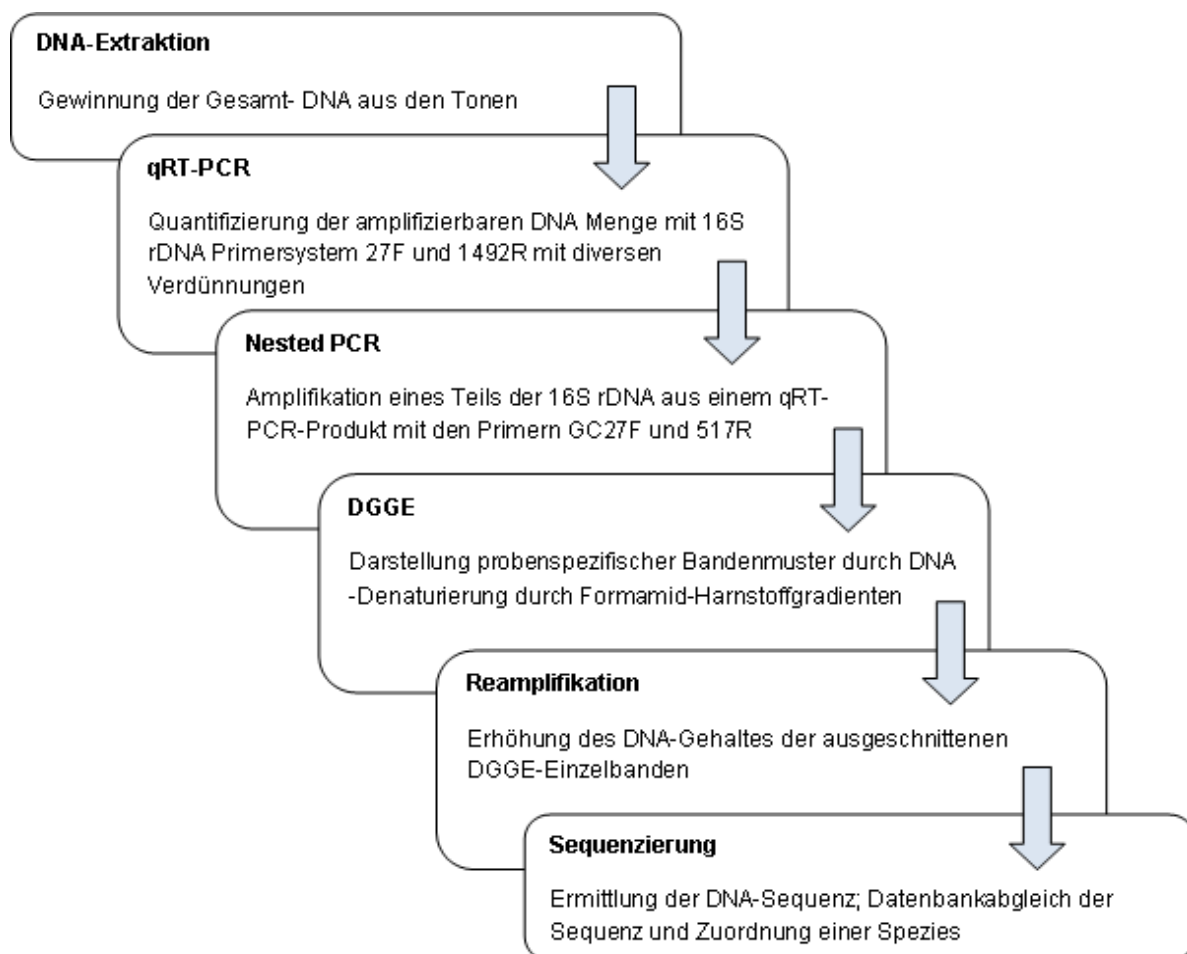 DNA-Extraktion
Gewinnung der Gesamt- DNA aus den Tonen
qRT-PCR
Quantifizierung der amplifizierbaren DNA Menge mit 16S
rDNA Primersystem 27F und 1492R mit diversen
Verdünnungen
Nested PCR
Amplifikation eines Teils der 16S rDNA aus einem qRT-
PCR-Produkt mit den Primern GC27F und 517R
DGGE
Darstellung probenspezifischer Bandenmuster durch DNA
-Denaturierung durch Formamid-Harnstoffgradienten
Reamplifikation
Erhöhung des DNA-Gehaltes der ausgeschnittenen
DGGE-Einzelbanden
Sequenzierung
Ermittlung der DNA-Sequenz; Datenbankabgleich der
Sequenz und Zuordnung einer Spezies